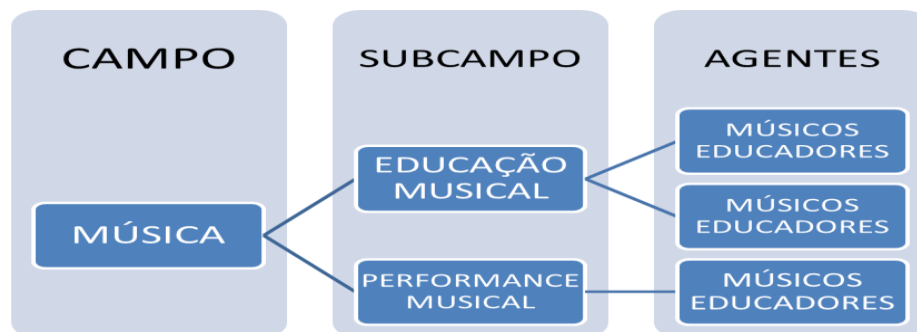 CAMPO
SUBCAMPO
AGENTES
MÚSICA
EDUCAÇÃO
MUSICAL
PERFORMANCE
MUSICAL
MÚSICOS
EDUCADORES
MÚSICOS
EDUCADORES
MÚSICOS
EDUCADORES